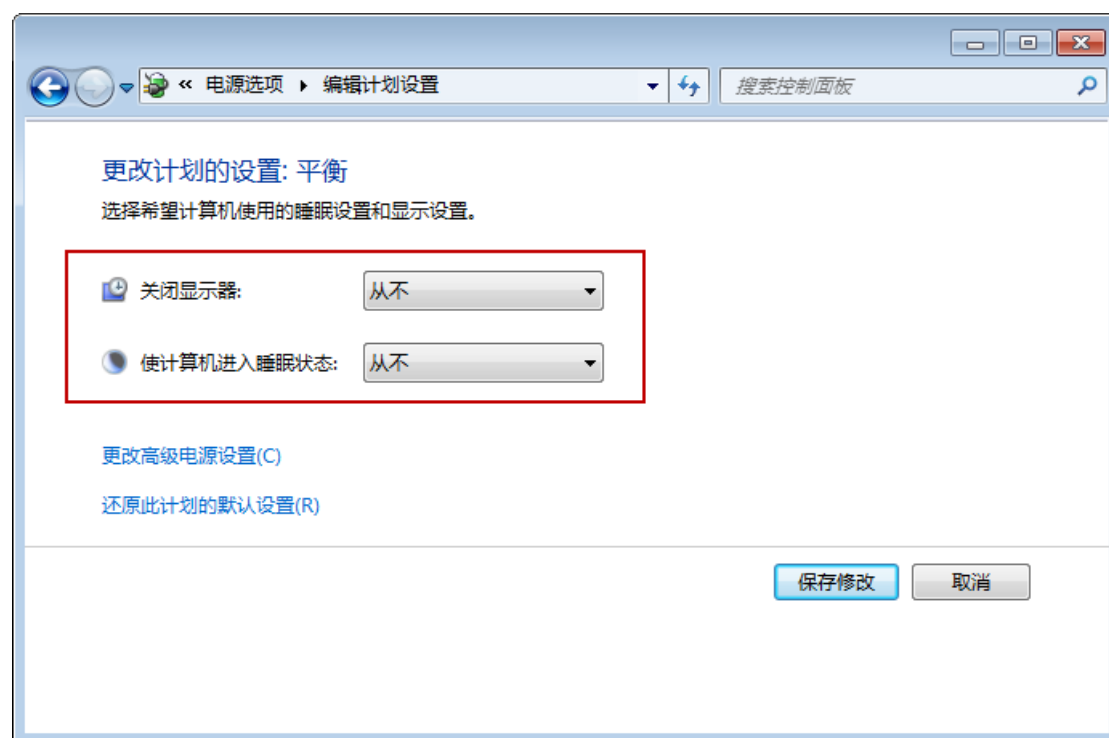 « 电源选项 ▸ 编辑计划设置
搜索控制面板
更改计划的设置: 平衡
选择希望计算机使用的睡眠设置和显示设置。
关闭显示器: 从不
使计算机进入睡眠状态: 从不
更改高级电源设置(C)
还原此计划的默认设置(R)
保存修改 取消